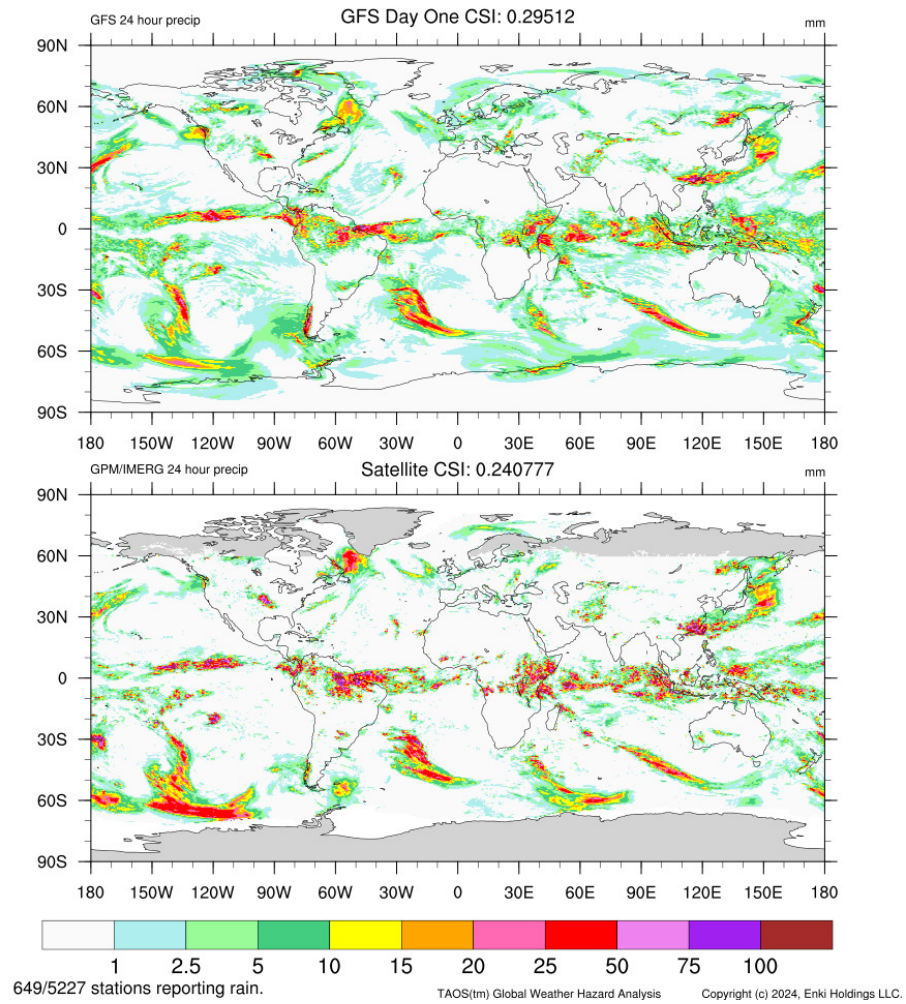 GFS 24 hour precip GFS Day One CSI: 0.29512 mm
90N
60N
30N
0
30S
60S
90S
180 150W 120W 90W 60W 30W 0 30E 60E 90E 120E 150E 180
GPM/IMERG 24 hour precip Satellite CSI: 0.240777 mm
90N
60N
30N
0
30S
60S
90S
180 150W 120W 90W 60W 30W 0 30E 60E 90E 120E 150E 180
1 2.5 5 10 15 20 25 50 75 100
649/5227 stations reporting rain. TAOS(tm) Global Weather Hazard Analysis Copyright (c) 2024, Enki Holdings LLC.